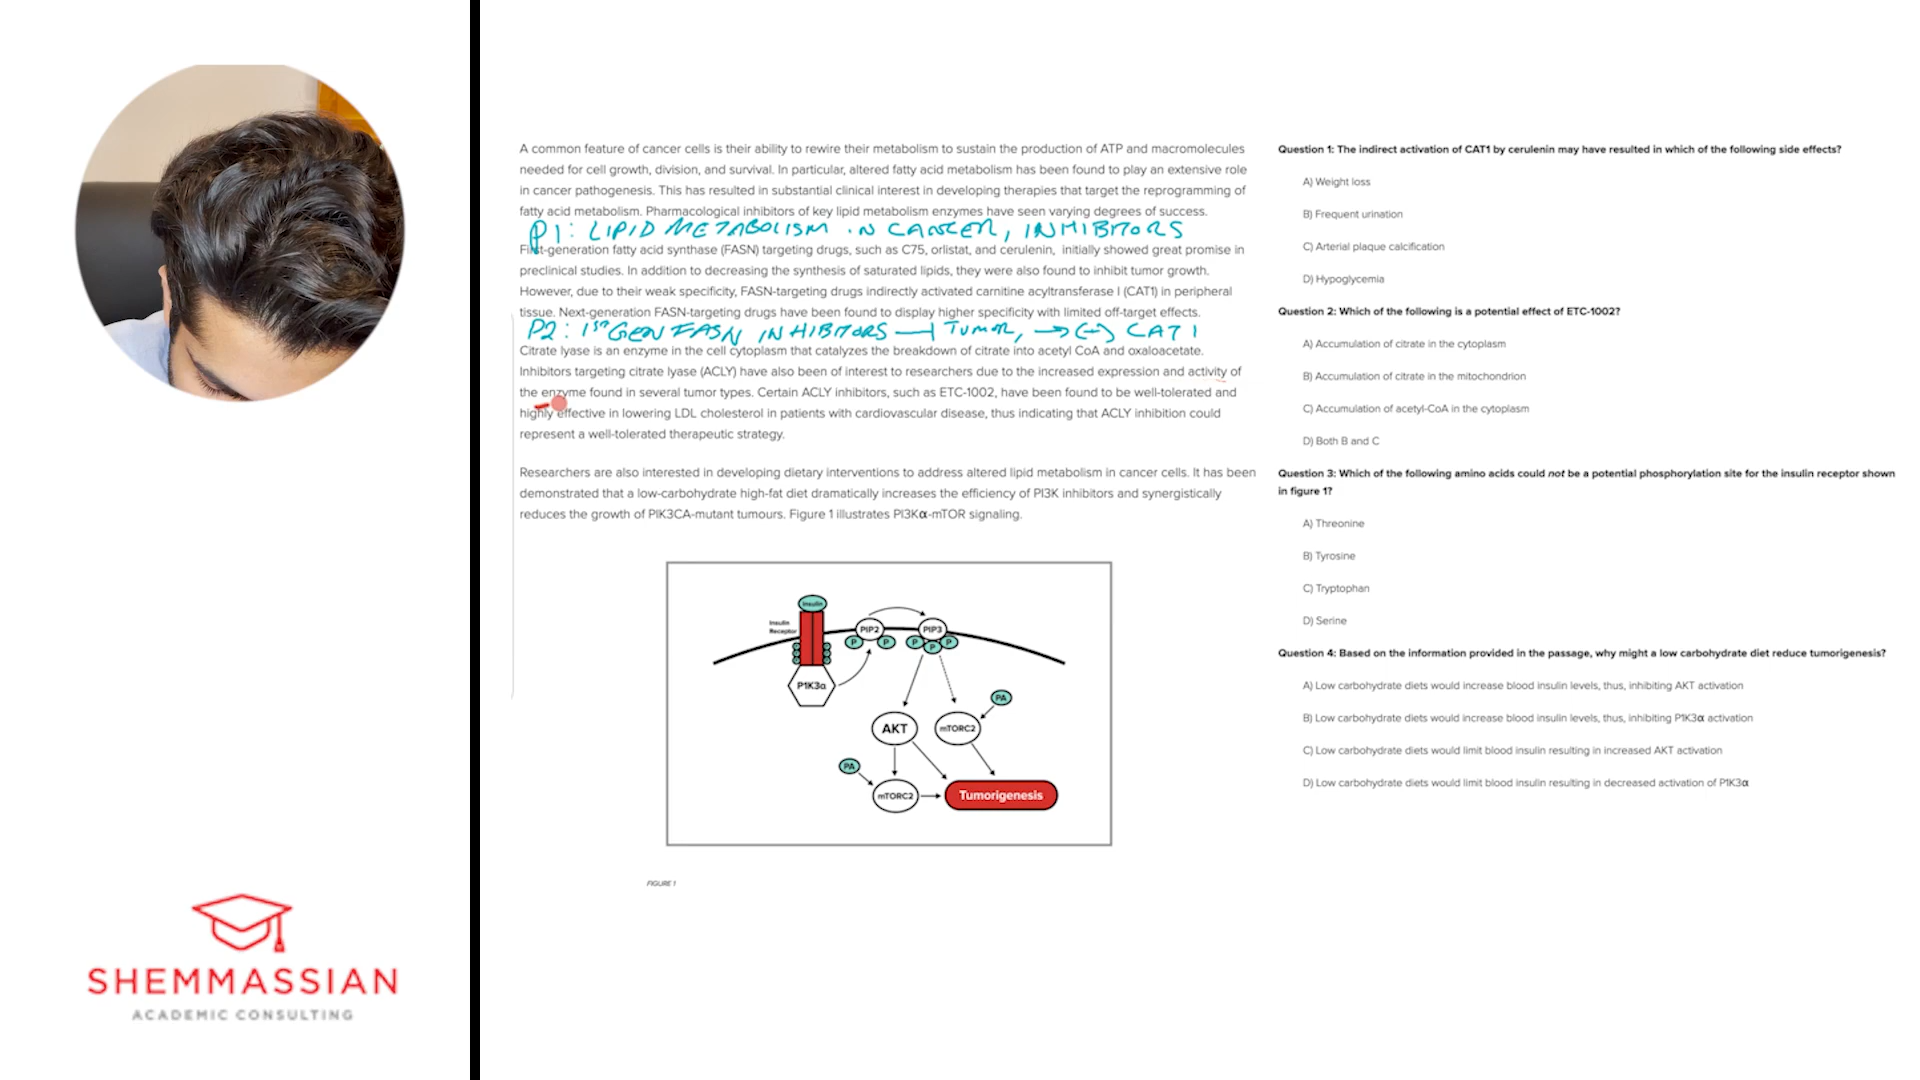 A common feature of cancer cells is their ability to rewire their metabolism to sustain the production of ATP and macromolecules
needed for cell growth, division, and survival. In particular, altered fatty acid metabolism has been found to play an extensive role
in cancer pathogenesis. This has resulted in substantial clinical interest in developing therapies that target the reprogramming of
fatty acid metabolism. Pharmacological inhibitors of key lipid metabolism enzymes have seen varying degrees of success.
P1: LIPID METABOLISM IN CANCER, INHIBITORS
First-generation fatty acid synthase (FASN) targeting drugs, such as C75, orlistat, and cerulenin, initially showed great promise in
preclinical studies. In addition to decreasing the synthesis of saturated lipids, they were also found to inhibit tumor growth.
However, due to their weak specificity, FASN-targeting drugs indirectly activated carnitine acyltransferase I (CAT1) in peripheral
tissue. Next-generation FASN-targeting drugs have been found to display higher specificity with limited off-target effects.
P2: 1ST GEN FASN INHIBITORS ⊣ TUMOR, → (+) CAT1
Citrate lyase is an enzyme in the cell cytoplasm that catalyzes the breakdown of citrate into acetyl CoA and oxaloacetate.
Inhibitors targeting citrate lyase (ACLY) have also been of interest to researchers due to the increased expression and activity of
the enzyme found in several tumor types. Certain ACLY inhibitors, such as ETC-1002, have been found to be well-tolerated and
highly effective in lowering LDL cholesterol in patients with cardiovascular disease, thus indicating that ACLY inhibition could
represent a well-tolerated therapeutic strategy.
Researchers are also interested in developing dietary interventions to address altered lipid metabolism in cancer cells. It has been
demonstrated that a low-carbohydrate high-fat diet dramatically increases the efficiency of PI3K inhibitors and synergistically
reduces the growth of PIK3CA-mutant tumours. Figure 1 illustrates PI3Kα-mTOR signaling.
Insulin
Insulin
Receptor
PIP2
PIP3
P
P
P
P
P
P1K3α
PA
AKT
mTORC2
PA
mTORC2
Tumorigenesis
FIGURE 1
Question 1: The indirect activation of CAT1 by cerulenin may have resulted in which of the following side effects?
A) Weight loss
B) Frequent urination
C) Arterial plaque calcification
D) Hypoglycemia
Question 2: Which of the following is a potential effect of ETC-1002?
A) Accumulation of citrate in the cytoplasm
B) Accumulation of citrate in the mitochondrion
C) Accumulation of acetyl-CoA in the cytoplasm
D) Both B and C
Question 3: Which of the following amino acids could not be a potential phosphorylation site for the insulin receptor shown
in figure 1?
A) Threonine
B) Tyrosine
C) Tryptophan
D) Serine
Question 4: Based on the information provided in the passage, why might a low carbohydrate diet reduce tumorigenesis?
A) Low carbohydrate diets would increase blood insulin levels, thus, inhibiting AKT activation
B) Low carbohydrate diets would increase blood insulin levels, thus, inhibiting P1K3α activation
C) Low carbohydrate diets would limit blood insulin resulting in increased AKT activation
D) Low carbohydrate diets would limit blood insulin resulting in decreased activation of P1K3α
SHEMMASSIAN
ACADEMIC CONSULTING